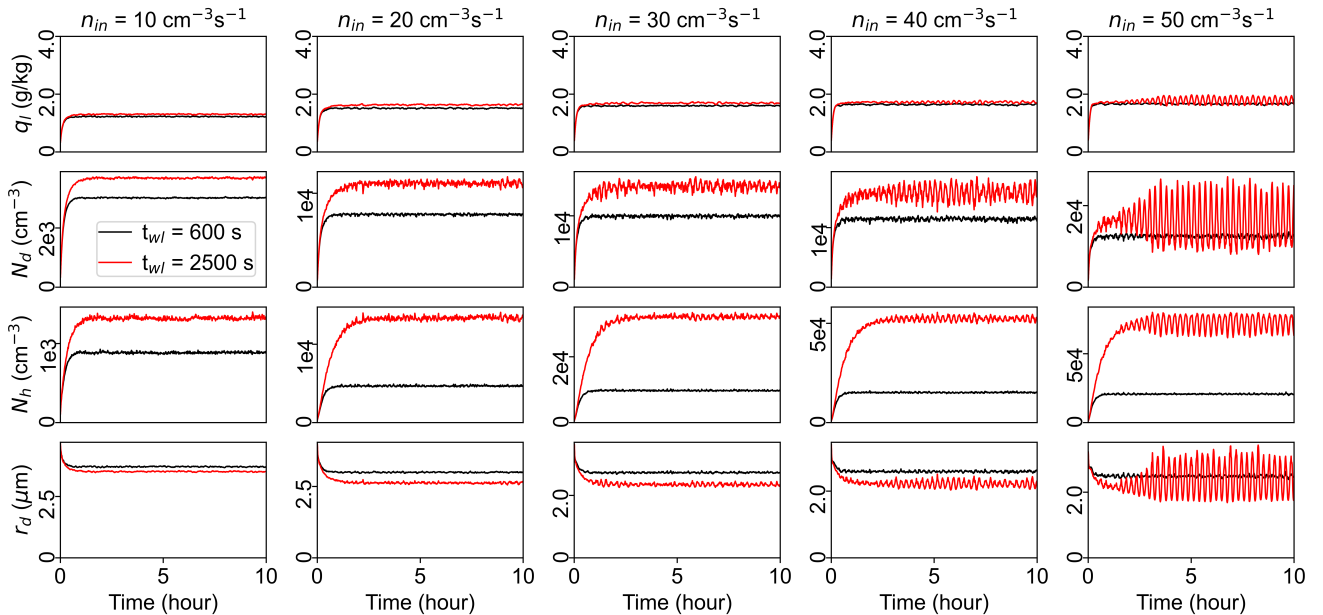 n_in = 10 cm⁻³s⁻¹ n_in = 20 cm⁻³s⁻¹ n_in = 30 cm⁻³s⁻¹ n_in = 40 cm⁻³s⁻¹ n_in = 50 cm⁻³s⁻¹
q_l (g/kg)
0 2.0 4.0
0 2.0 4.0
0 2.0 4.0
0 2.0 4.0
0 2.0 4.0
N_d (cm⁻³)
0 2e3
t_wl = 600 s
t_wl = 2500 s
0 1e4
0 1e4
0 1e4
0 2e4
N_h (cm⁻³)
0 1e3
0 1e4
0 2e4
0 5e4
0 5e4
r_d (μm)
0 2.5
0 2.5
0 2.0
0 2.0
0 2.0
0 5 10 0 5 10 0 5 10 0 5 10 0 5 10
Time (hour) Time (hour) Time (hour) Time (hour) Time (hour)